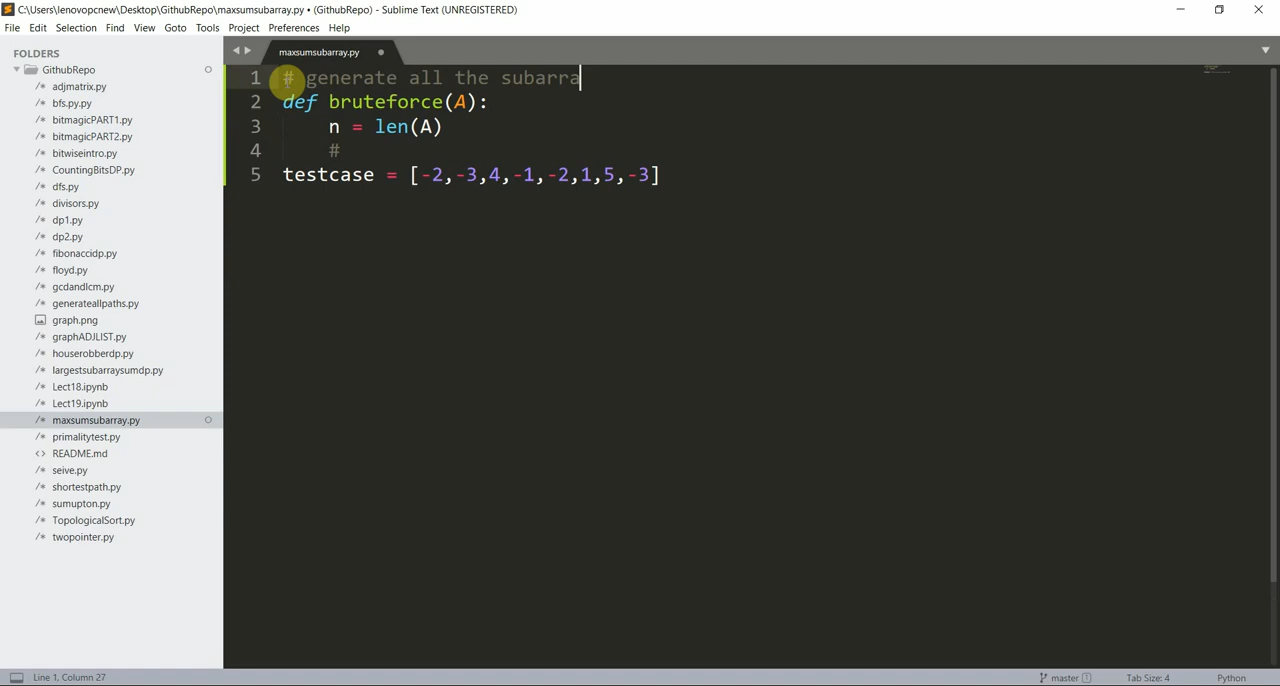 C:\Users\lenovopcnew\Desktop\GithubRepo\maxsumsubarray.py • (GithubRepo) - Sublime Text (UNREGISTERED)
File Edit Selection Find View Goto Tools Project Preferences Help
FOLDERS
GithubRepo
adjmatrix.py
bfs.py.py
bitmagicPART1.py
bitmagicPART2.py
bitwiseintro.py
CountingBitsDP.py
dfs.py
divisors.py
dp1.py
dp2.py
fibonaccidp.py
floyd.py
gcdandlcm.py
generateallpaths.py
graph.png
graphADJLIST.py
houserobberdp.py
largestsubarraysumdp.py
Lect18.ipynb
Lect19.ipynb
maxsumsubarray.py
primalitytest.py
README.md
seive.py
shortestpath.py
sumupton.py
TopologicalSort.py
twopointer.py
maxsumsubarray.py
1 # generate all the subarra
2 def bruteforce(A):
3 n = len(A)
4 #
5 testcase = [-2,-3,4,-1,-2,1,5,-3]
Line 1, Column 27
master 1
Tab Size: 4
Python